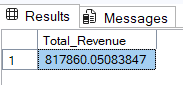 Results Messages
Total_Revenue
1 817860.05083847